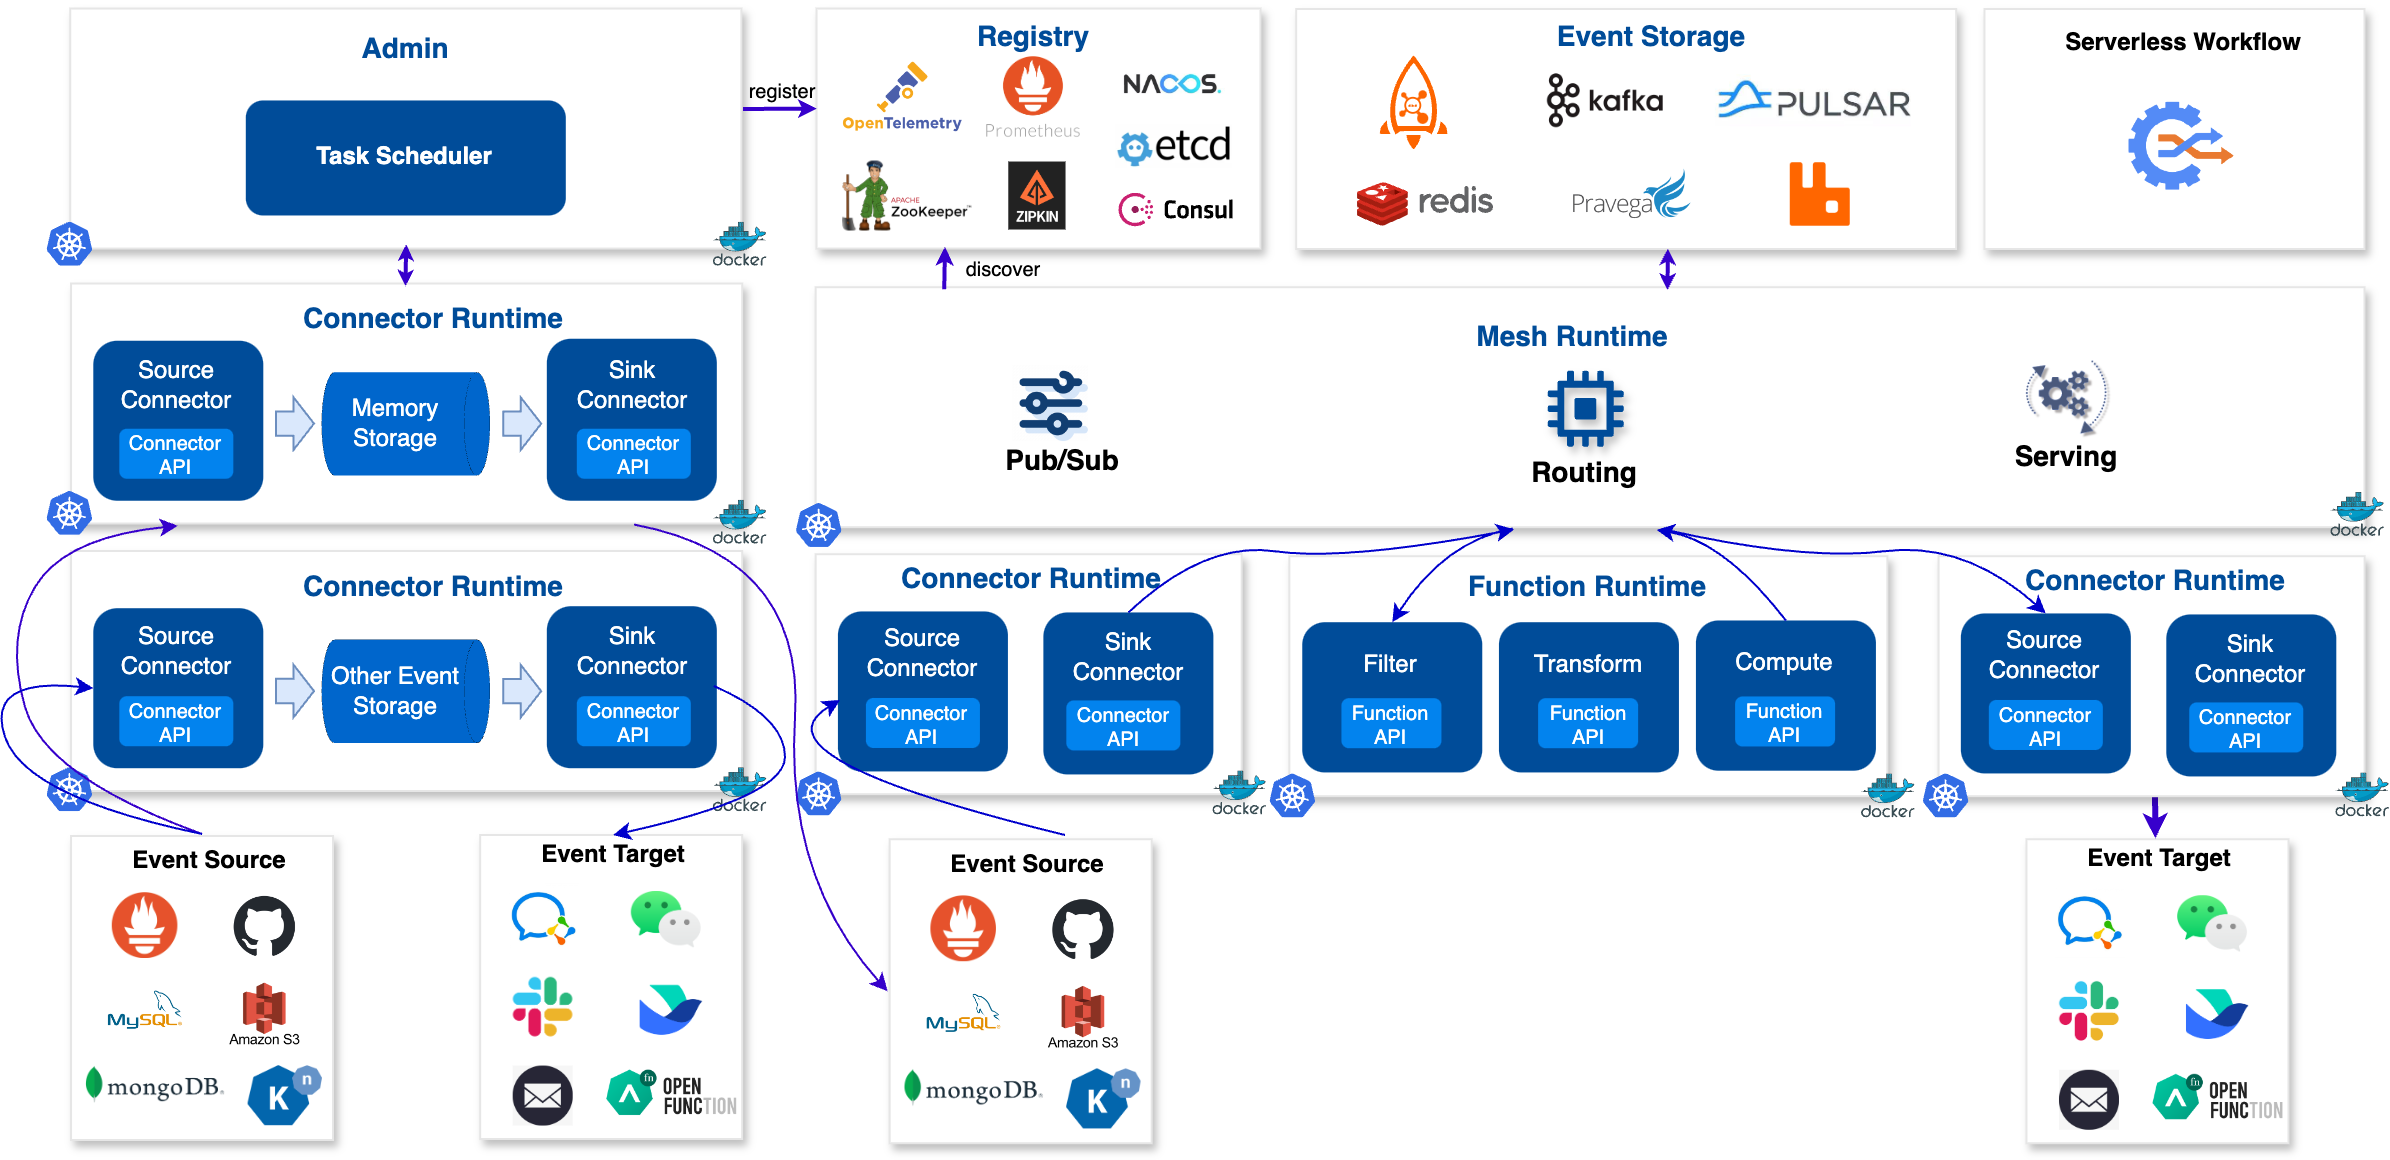 Admin
Task Scheduler
docker
register
Registry
OpenTelemetry
Prometheus
NACOS.
etcd
APACHE
ZooKeeper™
ZIPKIN
Consul
discover
Event Storage
kafka
PULSAR
redis
Pravega
Serverless Workflow
Connector Runtime
Source
Connector
Connector
API
Memory
Storage
Sink
Connector
Connector
API
docker
Mesh Runtime
Pub/Sub
Routing
Serving
docker
Connector Runtime
Source
Connector
Connector
API
Other Event
Storage
Sink
Connector
Connector
API
docker
Connector Runtime
Source
Connector
Connector
API
Sink
Connector
Connector
API
docker
Function Runtime
Filter
Function
API
Transform
Function
API
Compute
Function
API
docker
Connector Runtime
Source
Connector
Connector
API
Sink
Connector
Connector
API
docker
Event Source
MySQL
Amazon S3
mongoDB
K
n
Event Target
fn
OPEN
FUNCTION
Event Source
MySQL
Amazon S3
mongoDB
K
n
Event Target
fn
OPEN
FUNCTION